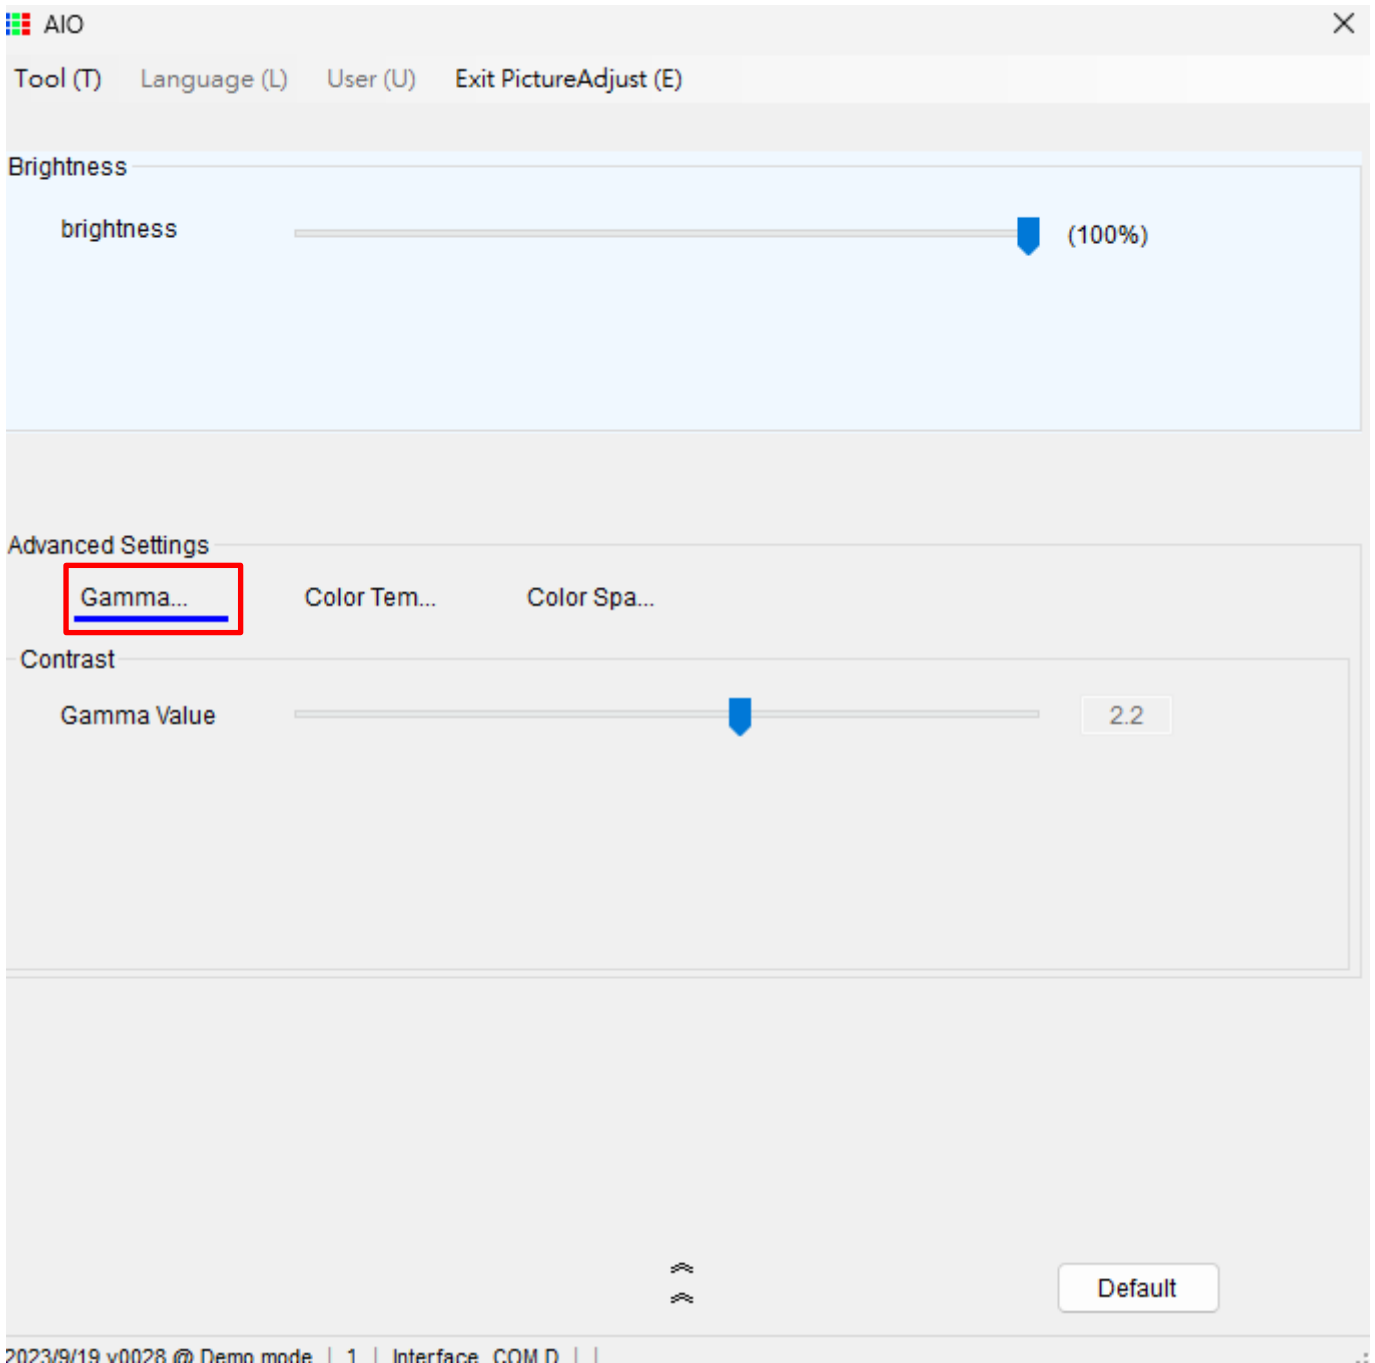 AIO
Tool (T) Language (L) User (U) Exit PictureAdjust (E)
Brightness
brightness (100%)
Advanced Settings
Gamma... Color Tem... Color Spa...
Contrast
Gamma Value 2.2
Default
2023/9/19 v0028 @ Demo mode | 1 | Interface COM D | |